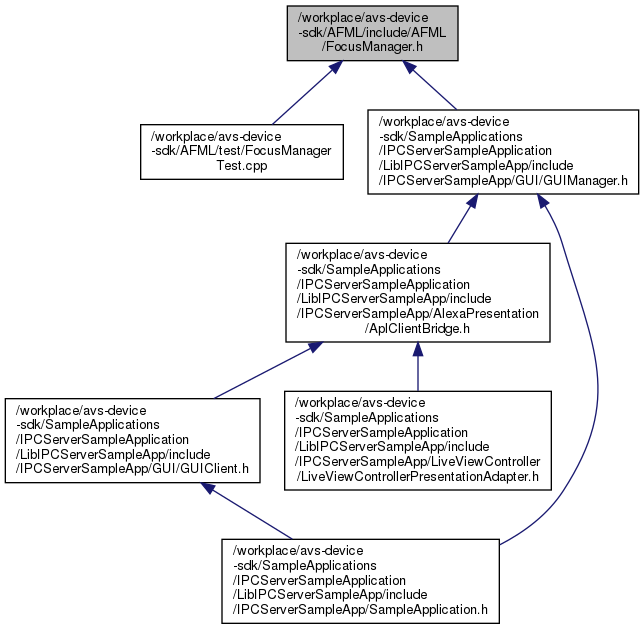 /workplace/avs-device
-sdk/AFML/include/AFML
/FocusManager.h
/workplace/avs-device
-sdk/AFML/test/FocusManager
Test.cpp
/workplace/avs-device
-sdk/SampleApplications
/IPCServerSampleApplication
/LibIPCServerSampleApp/include
/IPCServerSampleApp/GUI/GUIManager.h
/workplace/avs-device
-sdk/SampleApplications
/IPCServerSampleApplication
/LibIPCServerSampleApp/include
/IPCServerSampleApp/AlexaPresentation
/AplClientBridge.h
/workplace/avs-device
-sdk/SampleApplications
/IPCServerSampleApplication
/LibIPCServerSampleApp/include
/IPCServerSampleApp/GUI/GUIClient.h
/workplace/avs-device
-sdk/SampleApplications
/IPCServerSampleApplication
/LibIPCServerSampleApp/include
/IPCServerSampleApp/LiveViewController
/LiveViewControllerPresentationAdapter.h
/workplace/avs-device
-sdk/SampleApplications
/IPCServerSampleApplication
/LibIPCServerSampleApp/include
/IPCServerSampleApp/SampleApplication.h